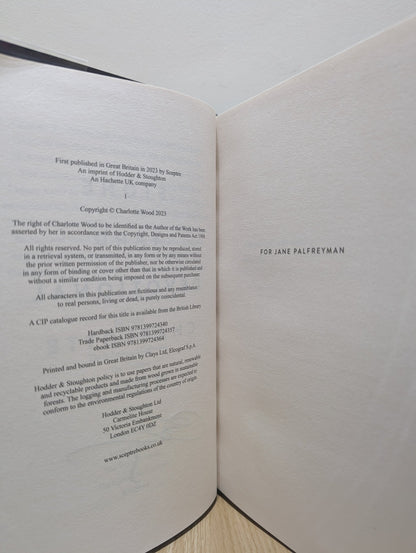 First published in Great Britain in 2023 by Sceptre
An imprint of Hodder & Stoughton
An Hachette UK company
1
Copyright © Charlotte Wood 2023
The right of Charlotte Wood to be identified as the Author of the Work has been
asserted by her in accordance with the Copyright, Designs and Patents Act 1988.
All rights reserved. No part of this publication may be reproduced, stored
in a retrieval system, or transmitted, in any form or by any means without
the prior written permission of the publisher, nor be otherwise circulated
in any form of binding or cover other than that in which it is published and
without a similar condition being imposed on the subsequent purchaser.
All characters in this publication are fictitious and any resemblance
to real persons, living or dead, is purely coincidental.
A CIP catalogue record for this title is available from the British Library
Hardback ISBN 9781399724340
Trade Paperback ISBN 9781399724357
ebook ISBN 9781399724364
Printed and bound in Great Britain by Clays Ltd, Elcograf S.p.A.
Hodder & Stoughton policy is to use papers that are natural, renewable
and recyclable products and made from wood grown in sustainable
forests. The logging and manufacturing processes are expected to
conform to the environmental regulations of the country of origin.
Hodder & Stoughton Ltd
Carmelite House
50 Victoria Embankment
London EC4Y 0DZ
www.sceptrebooks.co.uk
FOR JANE PALFREYMAN